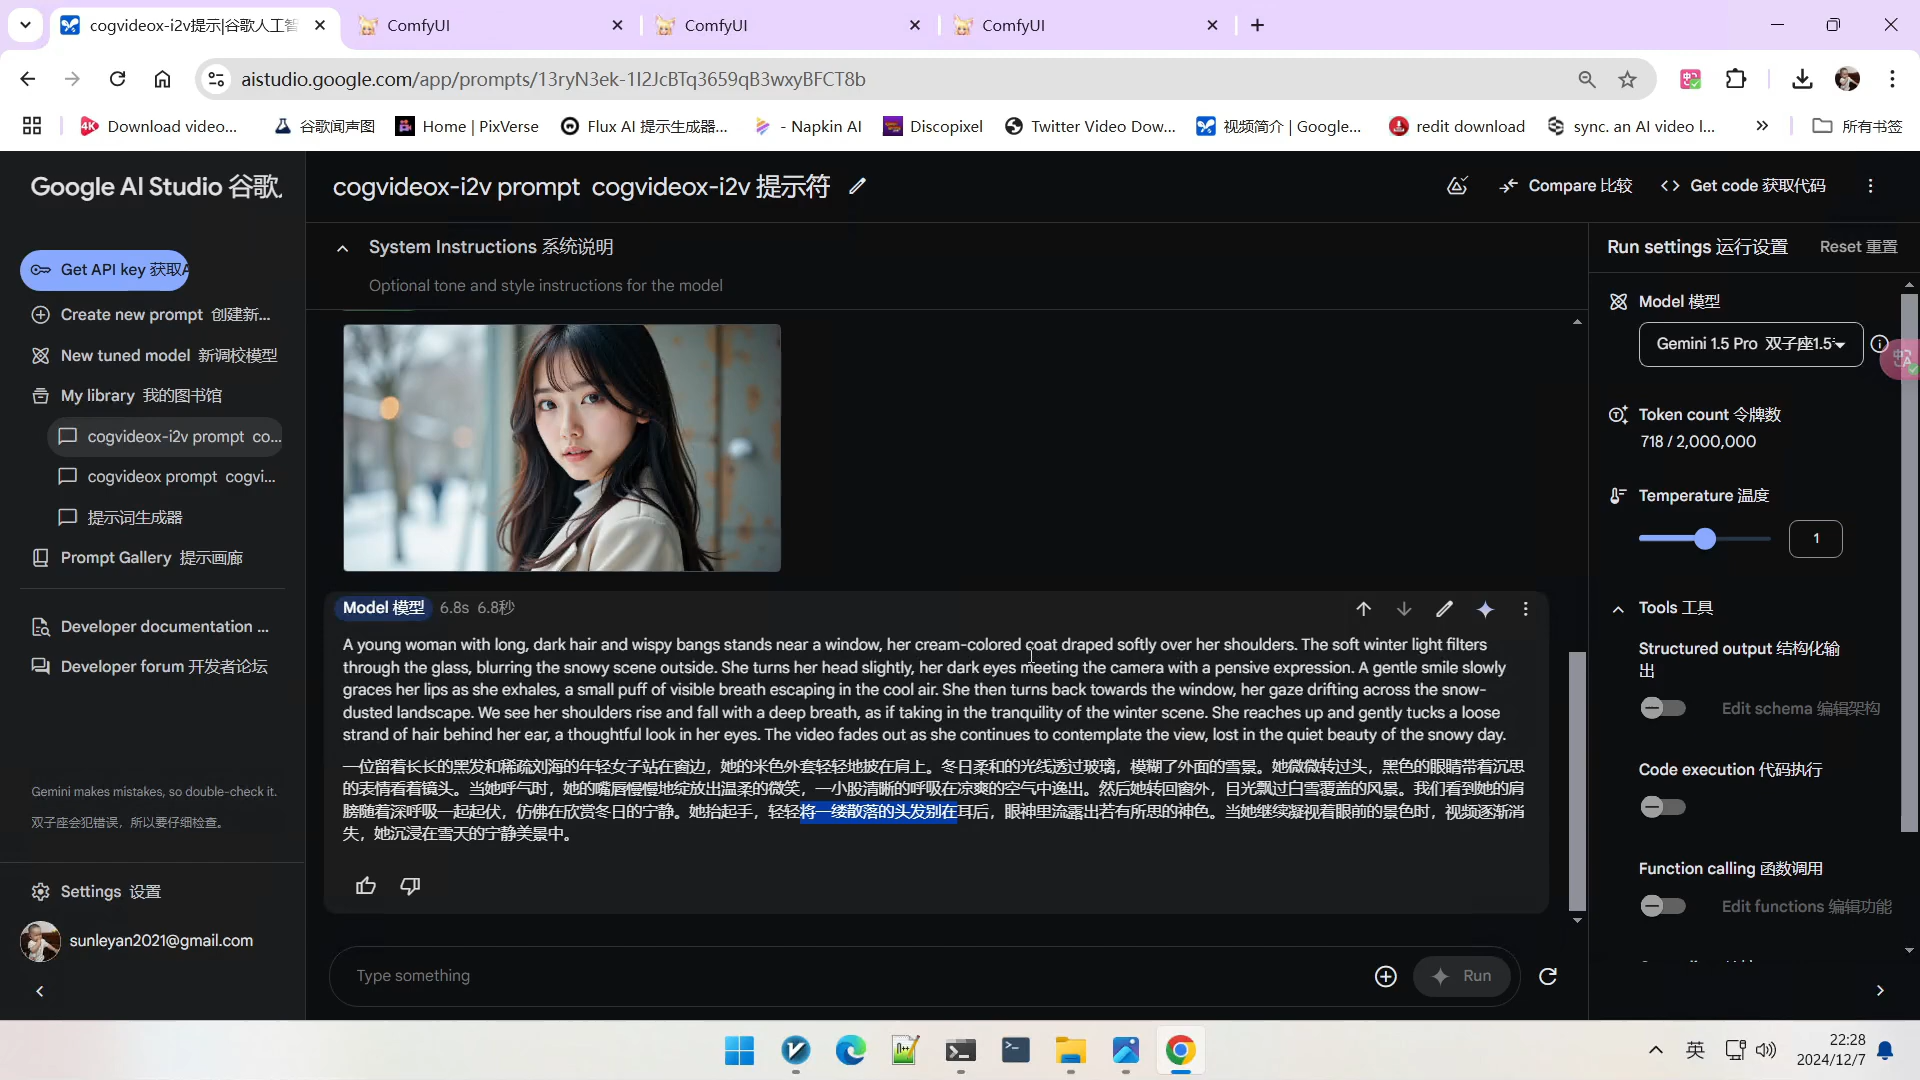 cogvideox-i2v提示|谷歌人工智
ComfyUI
ComfyUI
ComfyUI
aistudio.google.com/app/prompts/13ryN3ek-1I2JcBTq3659qB3wxyBFCT8b
Download video...
谷歌闻声图
Home | PixVerse
Flux AI 提示生成器...
- Napkin AI
Discopixel
Twitter Video Dow...
视频简介 | Google...
redit download
sync. an AI video l...
所有书签
Google AI Studio 谷歌
cogvideox-i2v prompt cogvideox-i2v 提示符
Compare 比较
Get code 获取代码
Get API key 获取A
Create new prompt 创建新...
New tuned model 新调校模型
My library 我的图书馆
cogvideox-i2v prompt co...
cogvideox prompt cogvi...
提示词生成器
Prompt Gallery 提示画廊
Developer documentation ...
Developer forum 开发者论坛
Gemini makes mistakes, so double-check it.
双子座会犯错误，所以要仔细检查。
Settings 设置
sunleyan2021@gmail.com
System Instructions 系统说明
Optional tone and style instructions for the model
Model 模型 6.8s 6.8秒
A young woman with long, dark hair and wispy bangs stands near a window, her cream-colored coat draped softly over her shoulders. The soft winter light filters
through the glass, blurring the snowy scene outside. She turns her head slightly, her dark eyes meeting the camera with a pensive expression. A gentle smile slowly
graces her lips as she exhales, a small puff of visible breath escaping in the cool air. She then turns back towards the window, her gaze drifting across the snow-
dusted landscape. We see her shoulders rise and fall with a deep breath, as if taking in the tranquility of the winter scene. She reaches up and gently tucks a loose
strand of hair behind her ear, a thoughtful look in her eyes. The video fades out as she continues to contemplate the view, lost in the quiet beauty of the snowy day.
一位留着长长的黑发和稀疏刘海的年轻女子站在窗边，她的米色外套轻轻地披在肩上。冬日柔和的光线透过玻璃，模糊了外面的雪景。她微微转过头，黑色的眼睛带着沉思
的表情看着镜头。当她呼气时，她的嘴唇慢慢地绽放出温柔的微笑，一小股清晰的呼吸在凉爽的空气中逸出。然后她转回窗外，目光飘过白雪覆盖的风景。我们看到她的肩
膀随着深呼吸一起起伏，仿佛在欣赏冬日的宁静。她抬起手，轻轻将一缕散落的头发别在耳后，眼神里流露出若有所思的神色。当她继续凝视着眼前的景色时，视频逐渐消
失，她沉浸在雪天的宁静美景中。
Type something
Run
Run settings 运行设置
Reset 重置
Model 模型
Gemini 1.5 Pro 双子座1.5
Token count 令牌数
718 / 2,000,000
Temperature 温度
1
Tools 工具
Structured output 结构化输
出
Edit schema 编辑架构
Code execution 代码执行
Function calling 函数调用
Edit functions 编辑功能
英
22:28
2024/12/7